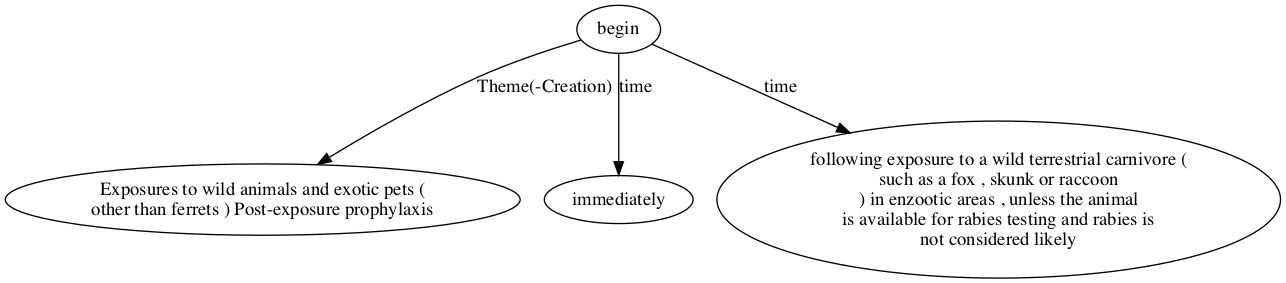 begin
Theme(-Creation)
time
time
Exposures to wild animals and exotic pets (
other than ferrets ) Post-exposure prophylaxis
immediately
following exposure to a wild terrestrial carnivore (
such as a fox , skunk or raccoon
) in enzootic areas , unless the animal
is available for rabies testing and rabies is
not considered likely